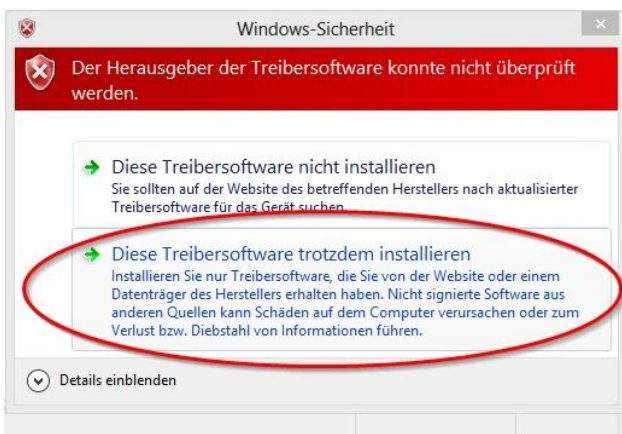 Windows-Sicherheit
Der Herausgeber der Treibersoftware konnte nicht überprüft
werden.
Diese Treibersoftware nicht installieren
Sie sollten auf der Website des betreffenden Herstellers nach aktualisierter
Treibersoftware für das Gerät suchen.
Diese Treibersoftware trotzdem installieren
Installieren Sie nur Treibersoftware, die Sie von der Website oder einem
Datenträger des Herstellers erhalten haben. Nicht signierte Software aus
anderen Quellen kann Schäden auf dem Computer verursachen oder zum
Verlust bzw. Diebstahl von Informationen führen.
Details einblenden